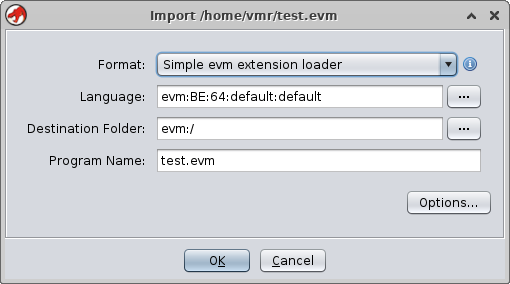 Import /home/vmr/test.evm
Format: Simple evm extension loader
Language: evm:BE:64:default:default ...
Destination Folder: evm:/ ...
Program Name: test.evm
Options...
OK Cancel